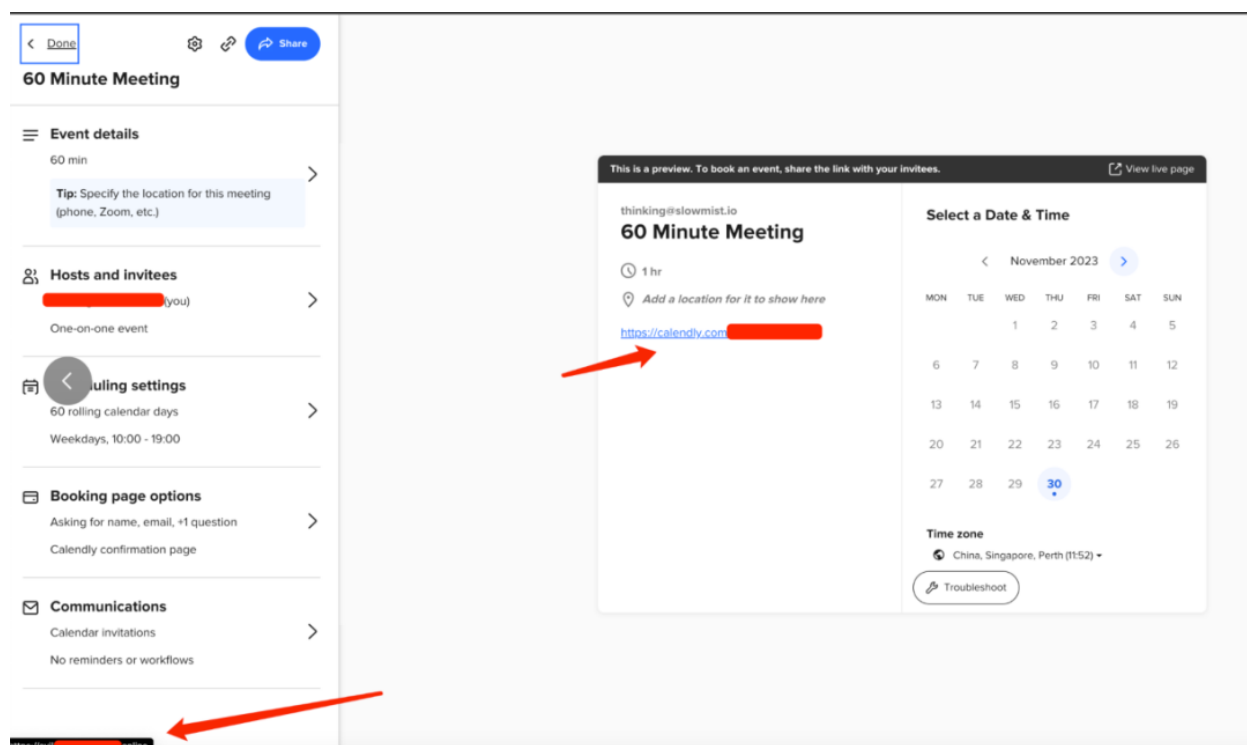 Done
Share
60 Minute Meeting
Event details
60 min
Tip: Specify the location for this meeting
(phone, Zoom, etc.)
Hosts and invitees
(you)
One-on-one event
uling settings
60 rolling calendar days
Weekdays, 10:00 - 19:00
Booking page options
Asking for name, email, +1 question
Calendly confirmation page
Communications
Calendar invitations
No reminders or workflows
This is a preview. To book an event, share the link with your invitees.
View live page
thinking@slowmist.io
60 Minute Meeting
1 hr
Add a location for it to show here
https://calendly.com
Select a Date & Time
November 2023
MON TUE WED THU FRI SAT SUN
1 2 3 4 5
6 7 8 9 10 11 12
13 14 15 16 17 18 19
20 21 22 23 24 25 26
27 28 29 30
Time zone
China, Singapore, Perth (11:52)
Troubleshoot